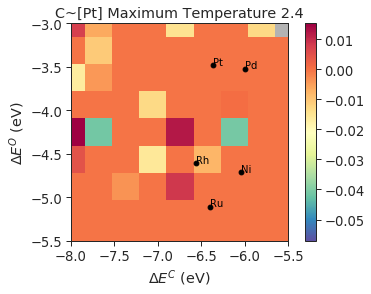 C~[Pt] Maximum Temperature 2.4
−3.0
−3.5
−4.0
−4.5
−5.0
−5.5
ΔE^O (eV)
Pt
Pd
Rh
Ni
Ru
−8.0 −7.5 −7.0 −6.5 −6.0 −5.5
ΔE^C (eV)
0.01
0.00
−0.01
−0.02
−0.03
−0.04
−0.05